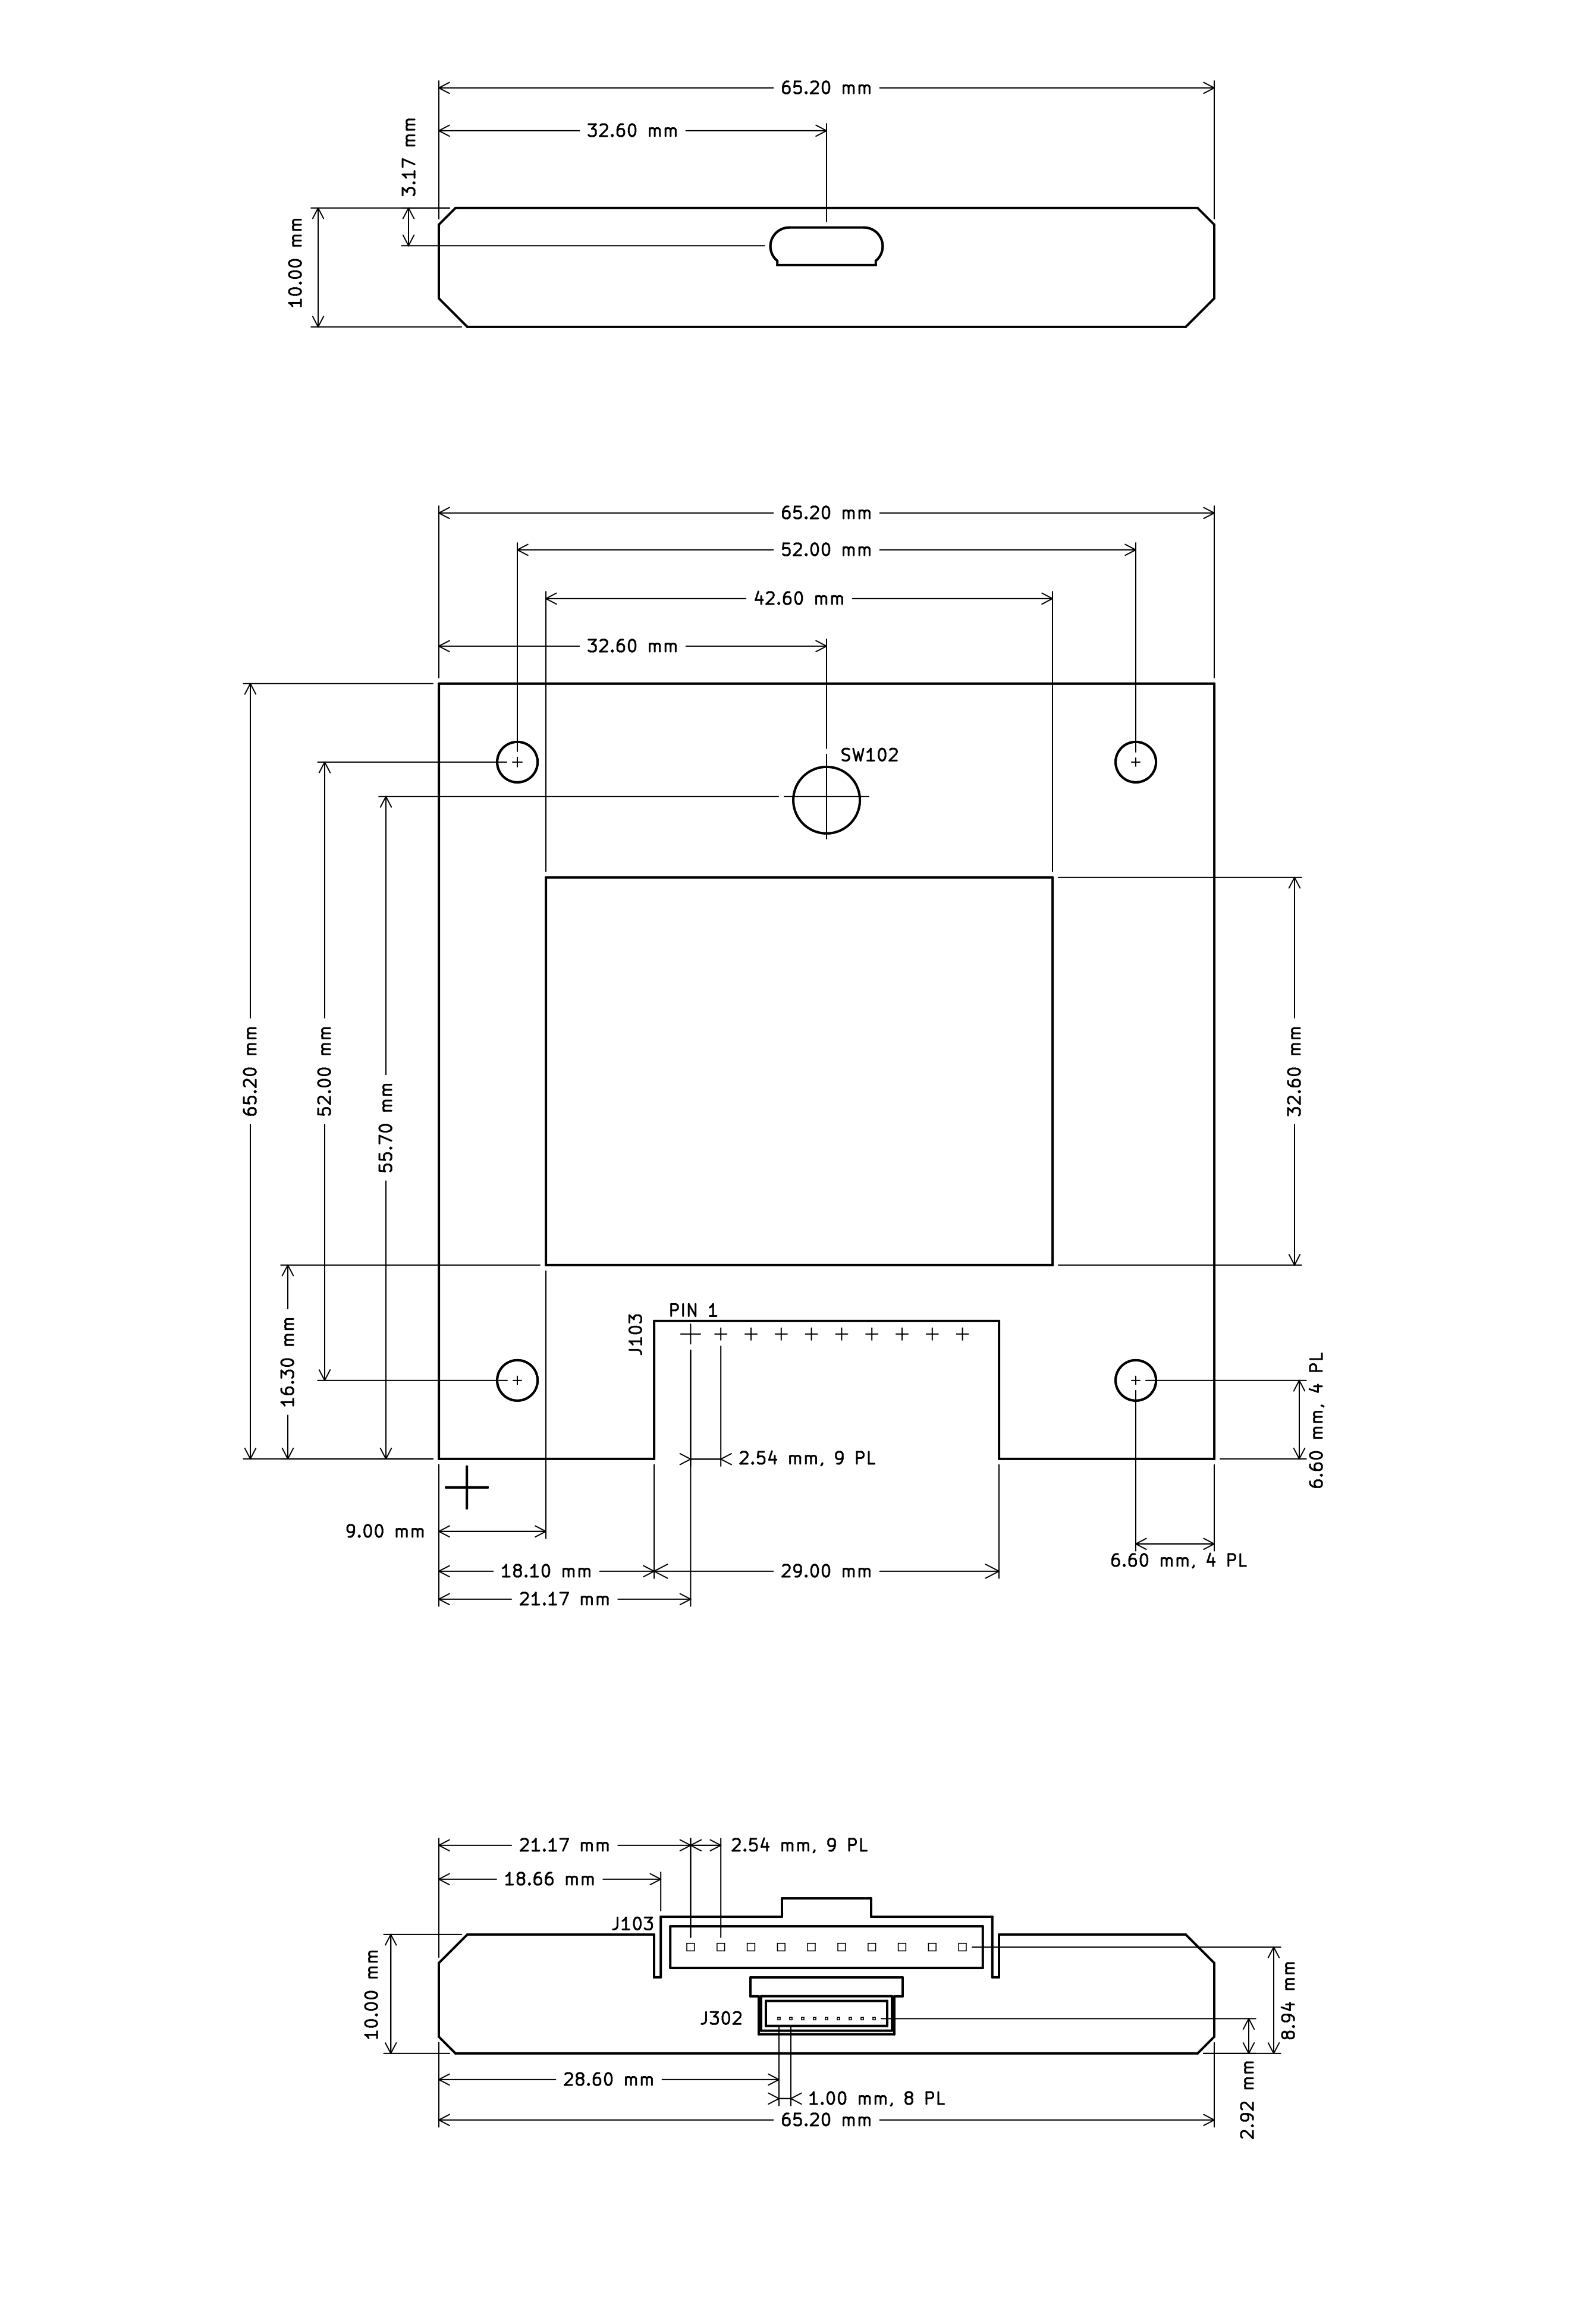 65.20 mm
32.60 mm
3.17 mm
10.00 mm
65.20 mm
52.00 mm
42.60 mm
32.60 mm
SW102
65.20 mm
52.00 mm
55.70 mm
32.60 mm
16.30 mm
PIN 1
J103
6.60 mm, 4 PL
2.54 mm, 9 PL
9.00 mm
6.60 mm, 4 PL
18.10 mm
29.00 mm
21.17 mm
21.17 mm
2.54 mm, 9 PL
18.66 mm
J103
10.00 mm
8.94 mm
J302
28.60 mm
1.00 mm, 8 PL
2.92 mm
65.20 mm